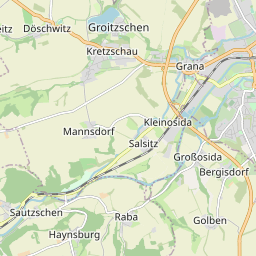 Groitzschen
Döschwitz
Kretzschau
Grana
Kleinosida
Mannsdorf
Salsitz
Großosida
Bergisdorf
Sautzschen
Raba
Golben
Haynsburg